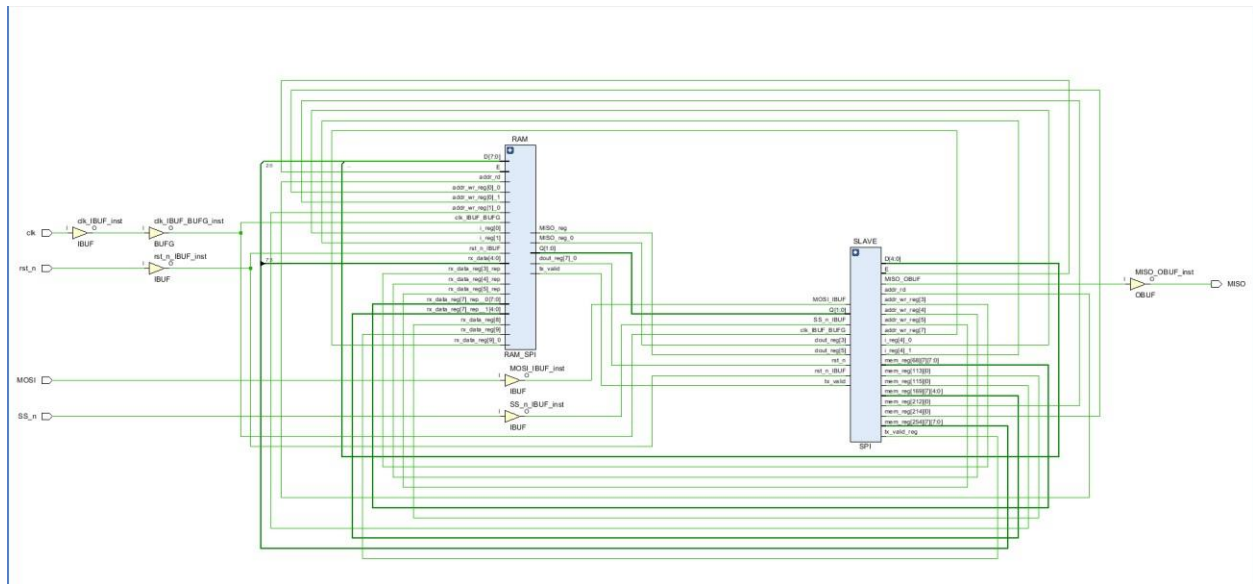 clk
rst_n
MOSI
SS_n
I
clk_IBUF_inst
O
IBUF
I
clk_IBUF_BUFG_inst
O
BUFG
I
rst_n_IBUF_inst
O
IBUF
RAM
D[7:0]
E
addr_rd
addr_wr_reg[0]_0
addr_wr_reg[0]_1
addr_wr_reg[1]_0
clk_IBUF_BUFG
i_reg[0]
i_reg[1]
rst_n_IBUF
rx_data[4:0]
rx_data_reg[3]_rep
rx_data_reg[4]_rep
rx_data_reg[5]_rep
rx_data_reg[7]_rep__0[7:0]
rx_data_reg[7]_rep__1[4:0]
rx_data_reg[8]
rx_data_reg[9]
rx_data_reg[9]_0
MISO_reg
MISO_reg_0
Q[1:0]
dout_reg[7]_0
tx_valid
RAM_SPI
I
MOSI_IBUF_inst
O
IBUF
I
SS_n_IBUF_inst
O
IBUF
SLAVE
MOSI_IBUF
Q[1:0]
SS_n_IBUF
clk_IBUF_BUFG
dout_reg[3]
dout_reg[5]
rst_n
rst_n_IBUF
tx_valid
D[4:0]
E
MISO_OBUF
addr_rd
addr_wr_reg[3]
addr_wr_reg[4]
addr_wr_reg[5]
addr_wr_reg[7]
i_reg[4]_0
i_reg[4]_1
mem_reg[68][7][7:0]
mem_reg[113][0]
mem_reg[115][0]
mem_reg[169][7][4:0]
mem_reg[212][0]
mem_reg[214][0]
mem_reg[254][7][7:0]
tx_valid_reg
SPI
I
MISO_OBUF_inst
O
OBUF
MISO